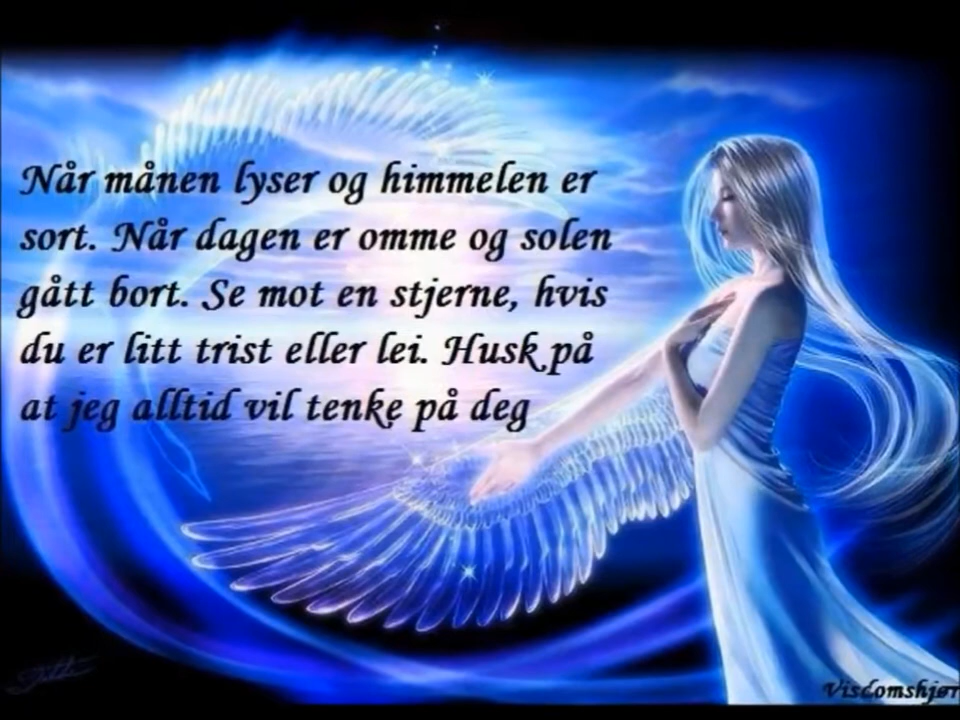 Når månen lyser og himmelen er
sort. Når dagen er omme og solen
gått bort. Se mot en stjerne, hvis
du er litt trist eller lei. Husk på
at jeg alltid vil tenke på deg
Visdomshjør